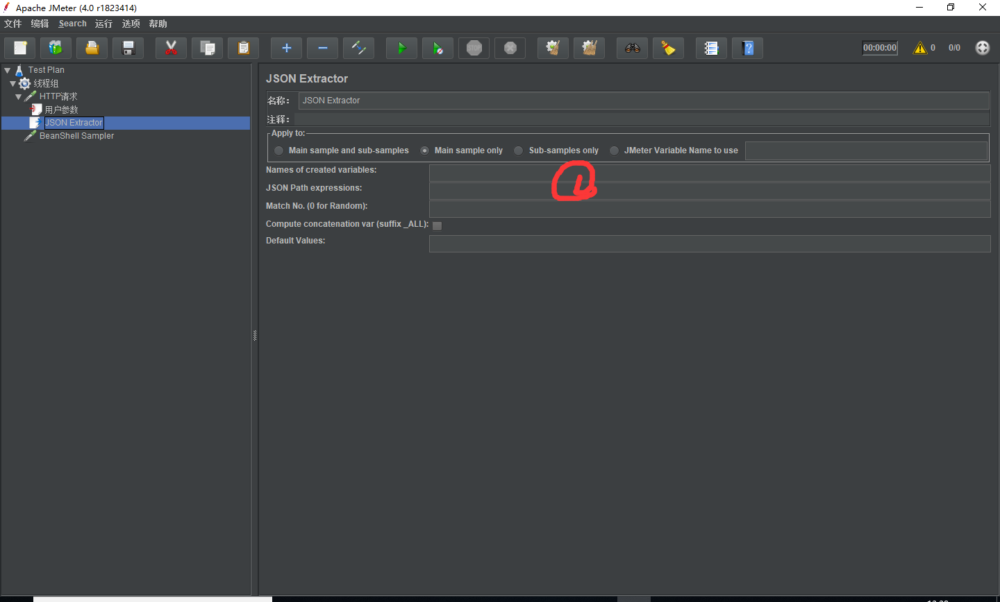 Apache JMeter (4.0 r1823414)
文件 编辑 Search 运行 选项 帮助
STOP
00:00:00 0 0/0
Test Plan
线程组
HTTP请求
用户参数
JSON Extractor
BeanShell Sampler
JSON Extractor
名称： JSON Extractor
注释：
Apply to:
Main sample and sub-samples Main sample only Sub-samples only JMeter Variable Name to use
Names of created variables:
JSON Path expressions:
Match No. (0 for Random):
Compute concatenation var (suffix _ALL):
Default Values: